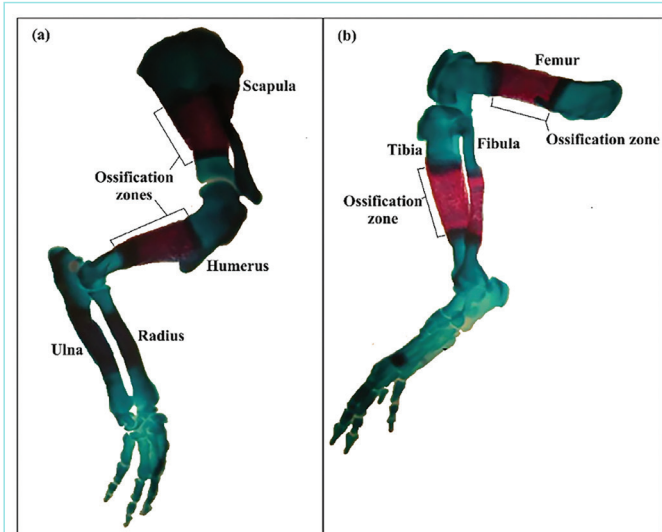 (a)
Scapula
Ossification
zones
Humerus
Ulna
Radius
(b)
Femur
Ossification zone
Tibia
Fibula
Ossification
zone